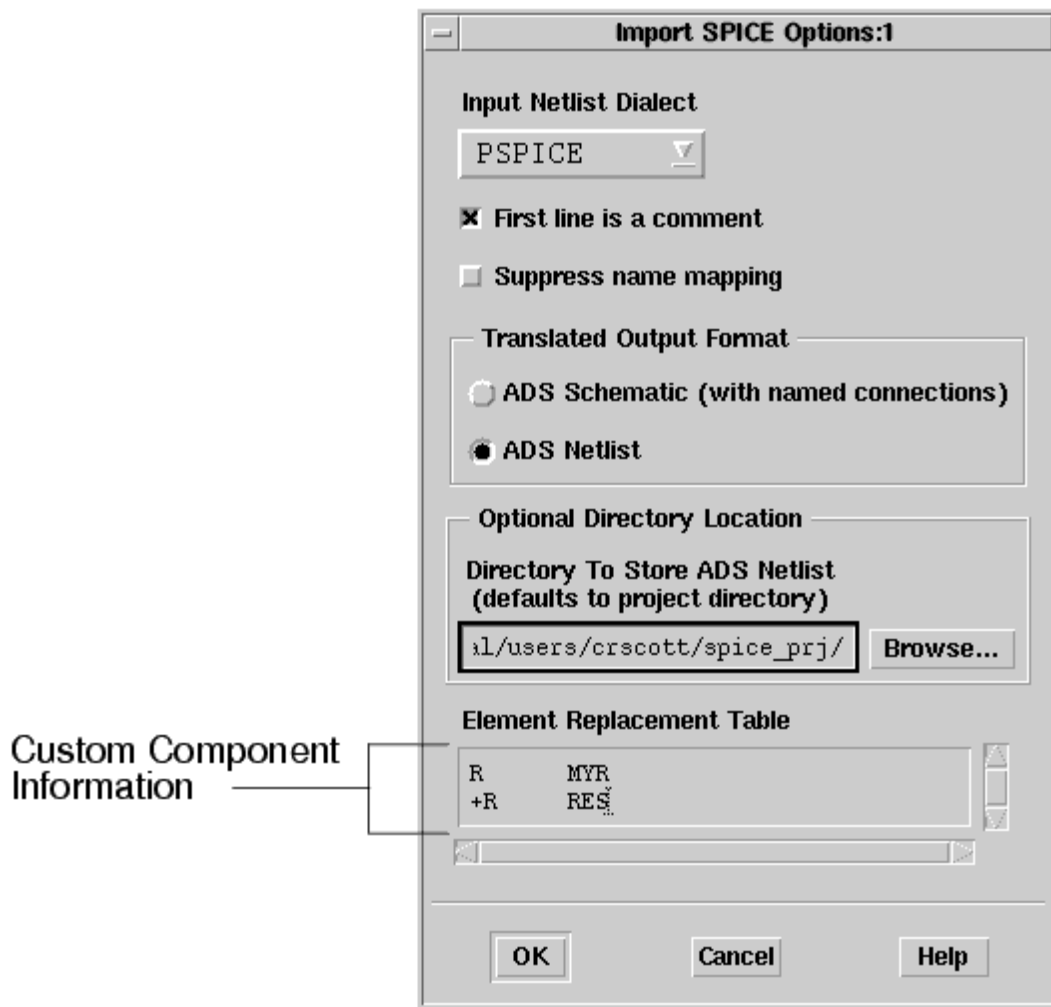 Import SPICE Options:1
Input Netlist Dialect
PSPICE
First line is a comment
Suppress name mapping
Translated Output Format
ADS Schematic (with named connections)
ADS Netlist
Optional Directory Location
Directory To Store ADS Netlist
(defaults to project directory)
al/users/crscott/spice_prj/ Browse...
Element Replacement Table
Custom Component
Information
R MYR
+R RES
OK Cancel Help